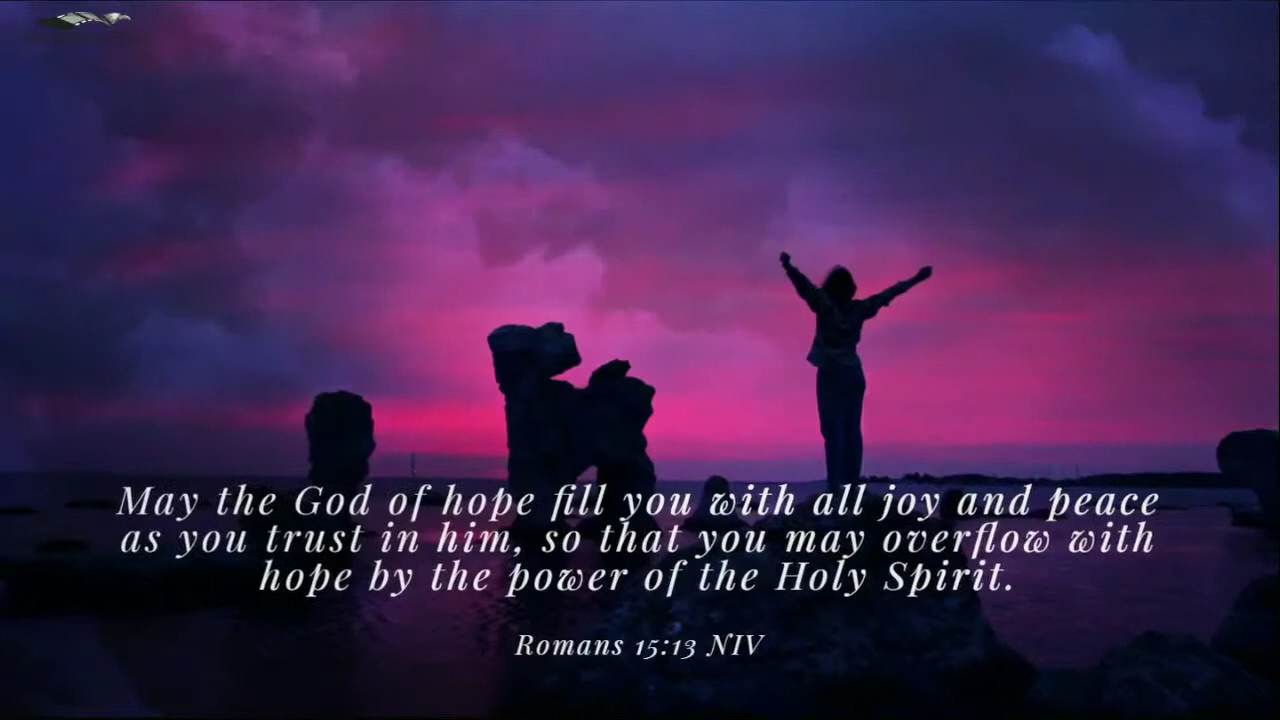 May the God of hope fill you with all joy and peace
as you trust in him, so that you may overflow with
hope by the power of the Holy Spirit.
Romans 15:13 NIV